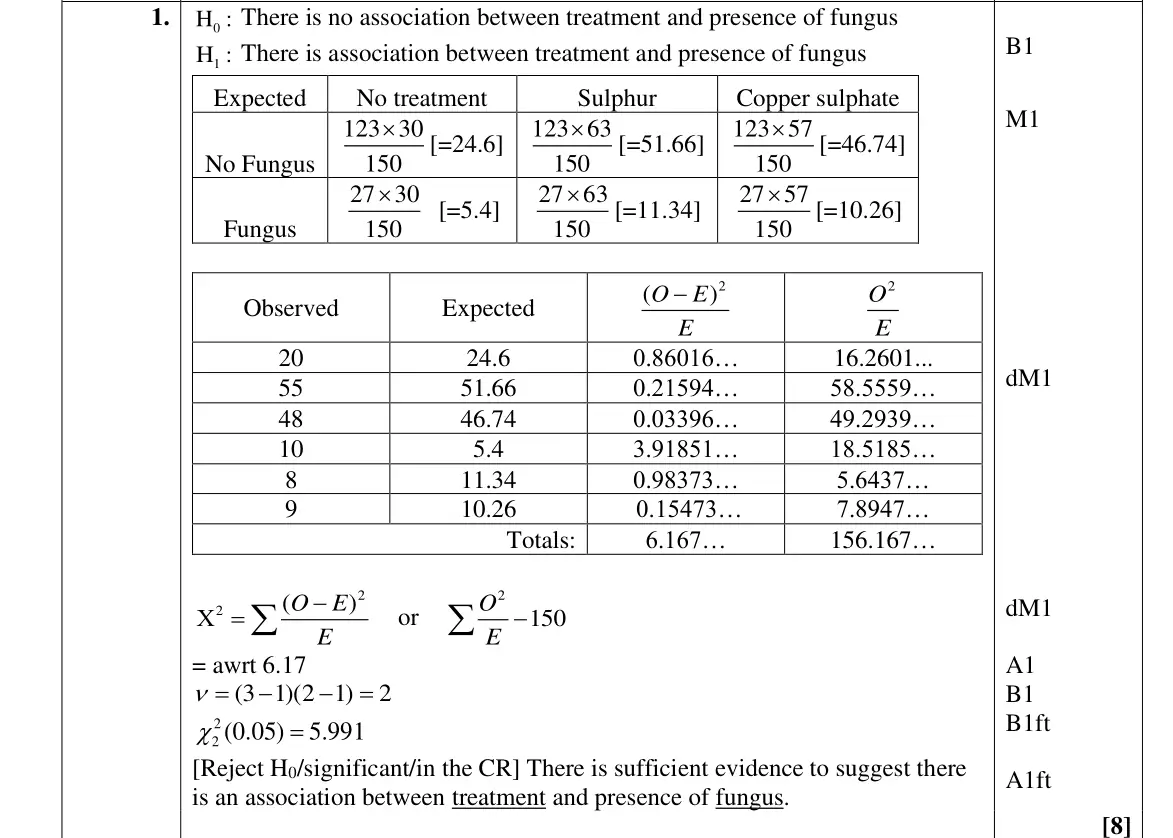 1. H₀ : There is no association between treatment and presence of fungus
H₁ : There is association between treatment and presence of fungus
B1
Expected No treatment Sulphur Copper sulphate
M1
No Fungus 123×30/150 [=24.6] 123×63/150 [=51.66] 123×57/150 [=46.74]
Fungus 27×30/150 [=5.4] 27×63/150 [=11.34] 27×57/150 [=10.26]
Observed Expected (O − E)²/E O²/E
20 24.6 0.86016… 16.2601...
55 51.66 0.21594… 58.5559…
dM1
48 46.74 0.03396… 49.2939…
10 5.4 3.91851… 18.5185…
8 11.34 0.98373… 5.6437…
9 10.26 0.15473… 7.8947…
Totals: 6.167… 156.167…
Χ² = ∑ (O − E)²/E or ∑ O²/E − 150 dM1
= awrt 6.17 A1
ν = (3 − 1)(2 − 1) = 2 B1
χ₂²(0.05) = 5.991 B1ft
[Reject H₀/significant/in the CR] There is sufficient evidence to suggest there
is an association between treatment and presence of fungus. A1ft
[8]